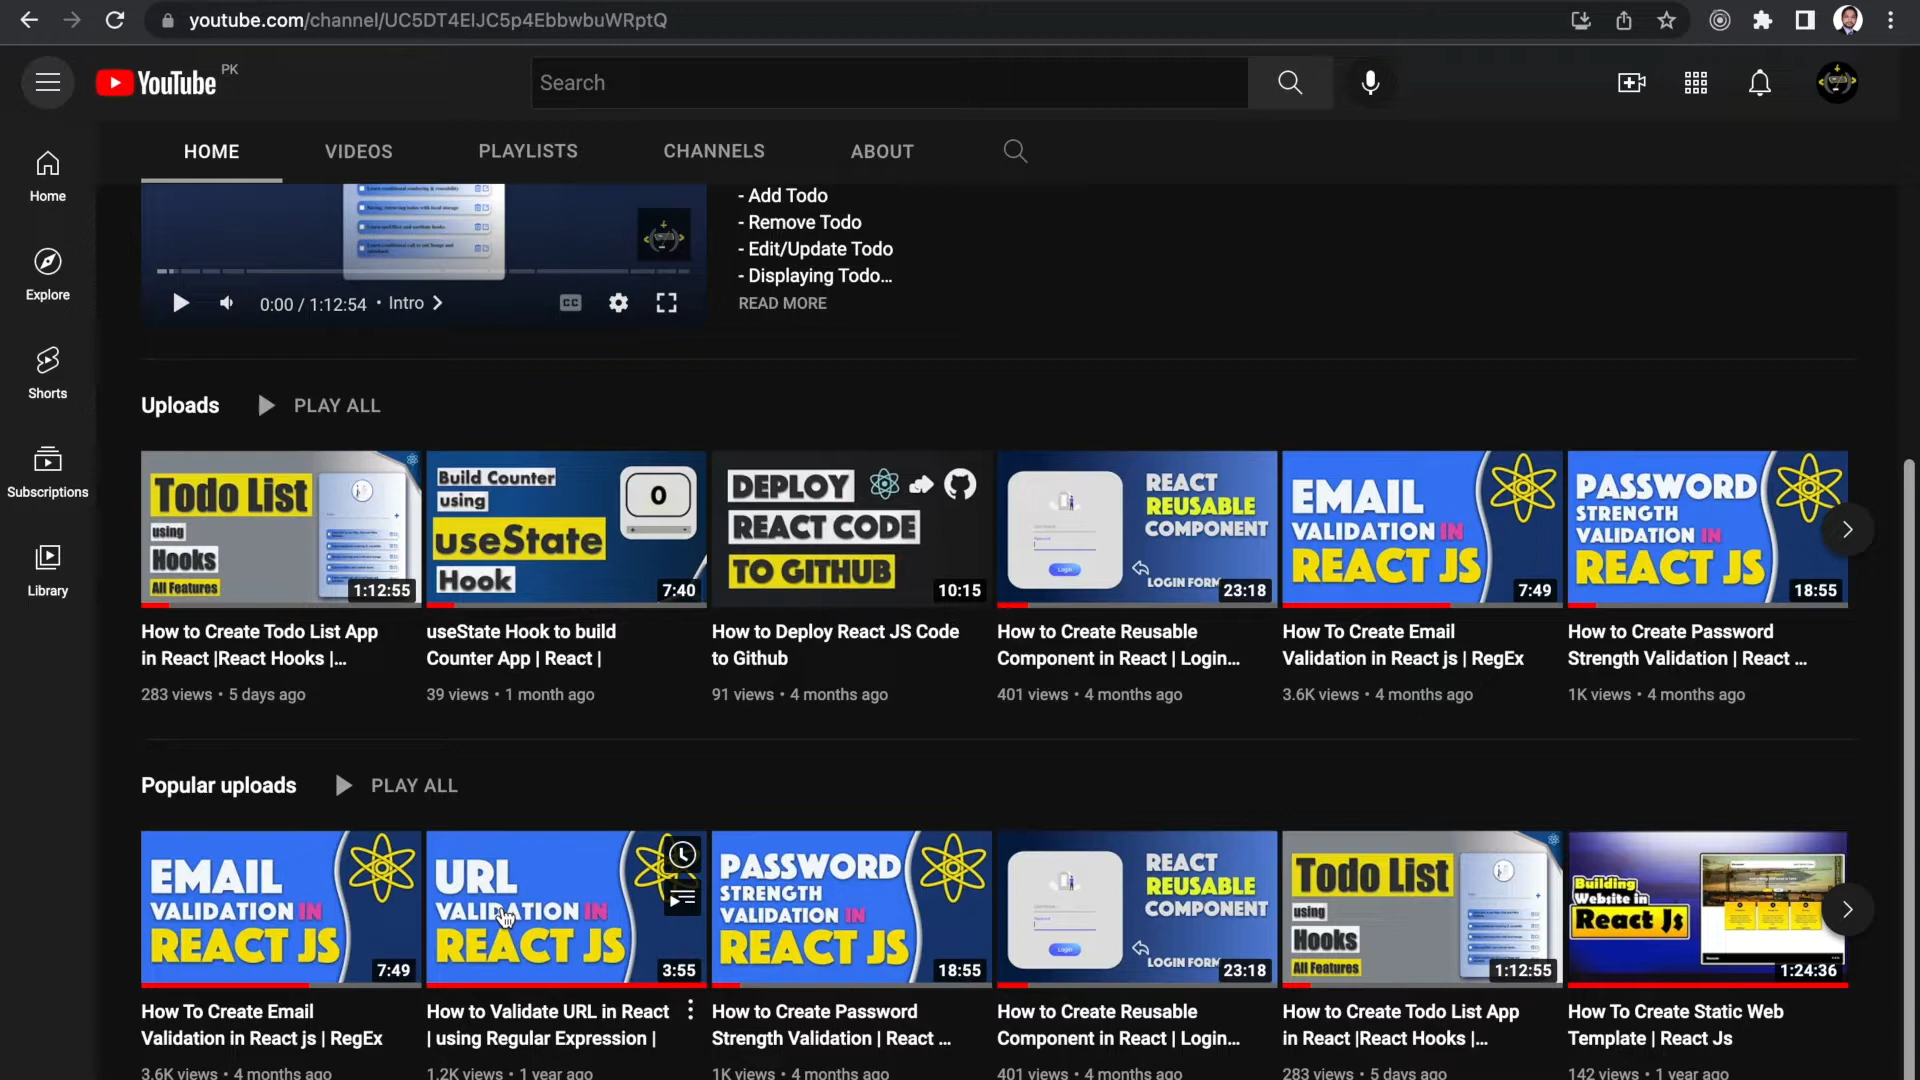 youtube.com/channel/UC5DT4EIJC5p4EbbwbuWRptQ
YouTube PK
Search
HOME VIDEOS PLAYLISTS CHANNELS ABOUT
Home
Explore
Shorts
Subscriptions
Library
- Add Todo
- Remove Todo
- Edit/Update Todo
- Displaying Todo...
READ MORE
0:00 / 1:12:54 • Intro
CC
Uploads PLAY ALL
Todo List
using
Hooks
All Features
1:12:55
How to Create Todo List App
in React |React Hooks |...
283 views • 5 days ago
Build Counter
using
useState
Hook
0
7:40
useState Hook to build
Counter App | React |
39 views • 1 month ago
DEPLOY
REACT CODE
TO GITHUB
10:15
How to Deploy React JS Code
to Github
91 views • 4 months ago
REACT
REUSABLE
COMPONENT
LOGIN FORM
Login
23:18
How to Create Reusable
Component in React | Login...
401 views • 4 months ago
EMAIL
VALIDATION IN
REACT JS
7:49
How To Create Email
Validation in React js | RegEx
3.6K views • 4 months ago
PASSWORD
STRENGTH
VALIDATION IN
REACT JS
18:55
How to Create Password
Strength Validation | React ...
1K views • 4 months ago
Popular uploads PLAY ALL
EMAIL
VALIDATION IN
REACT JS
7:49
How To Create Email
Validation in React js | RegEx
3.6K views • 4 months ago
URL
VALIDATION IN
REACT JS
3:55
How to Validate URL in React
| using Regular Expression |
1.2K views • 1 year ago
PASSWORD
STRENGTH
VALIDATION IN
REACT JS
18:55
How to Create Password
Strength Validation | React ...
1K views • 4 months ago
REACT
REUSABLE
COMPONENT
LOGIN FORM
Login
23:18
How to Create Reusable
Component in React | Login...
401 views • 4 months ago
Todo List
using
Hooks
All Features
1:12:55
How to Create Todo List App
in React |React Hooks |...
283 views • 5 days ago
Building
Website in
React Js
1:24:36
How To Create Static Web
Template | React Js
142 views • 1 year ago